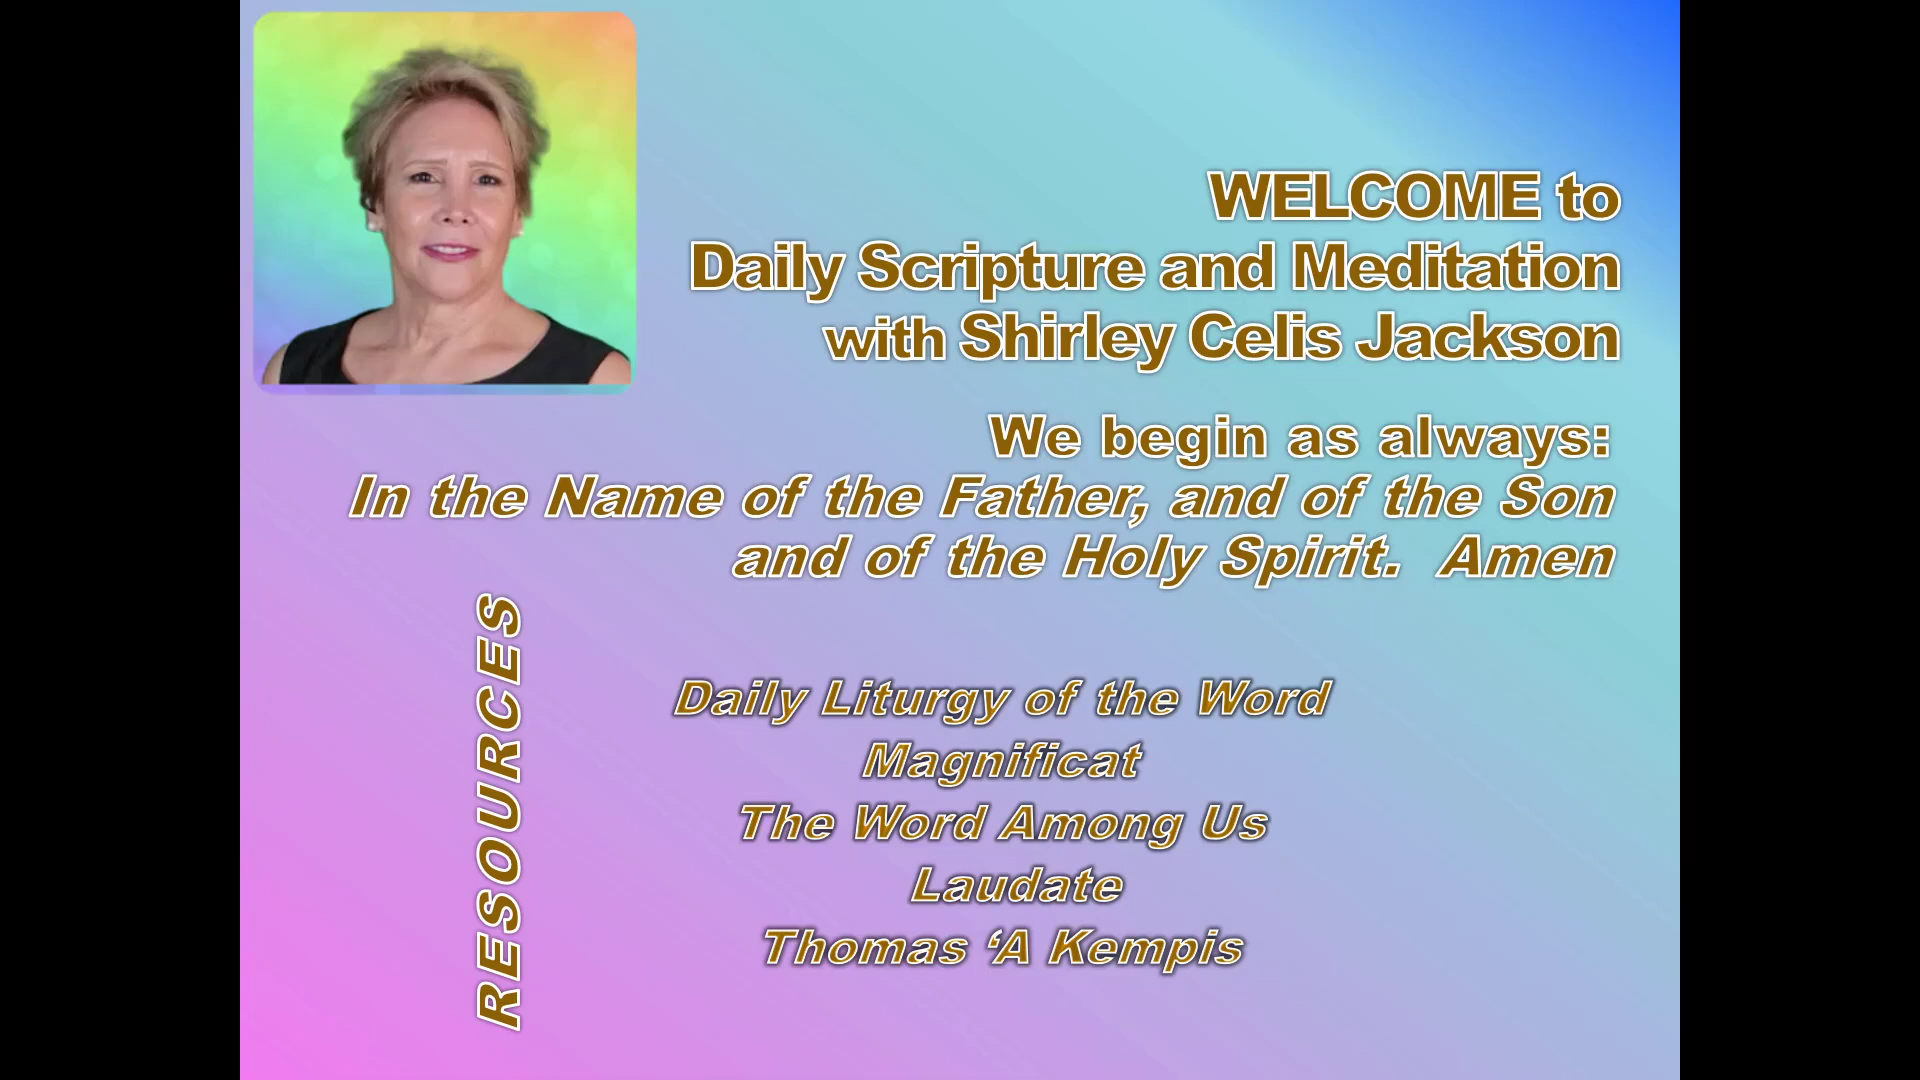 WELCOME to
Daily Scripture and Meditation
with Shirley Celis Jackson
We begin as always:
In the Name of the Father, and of the Son
and of the Holy Spirit.  Amen
RESOURCES
Daily Liturgy of the Word
Magnificat
The Word Among Us
Laudate
Thomas ‘A Kempis